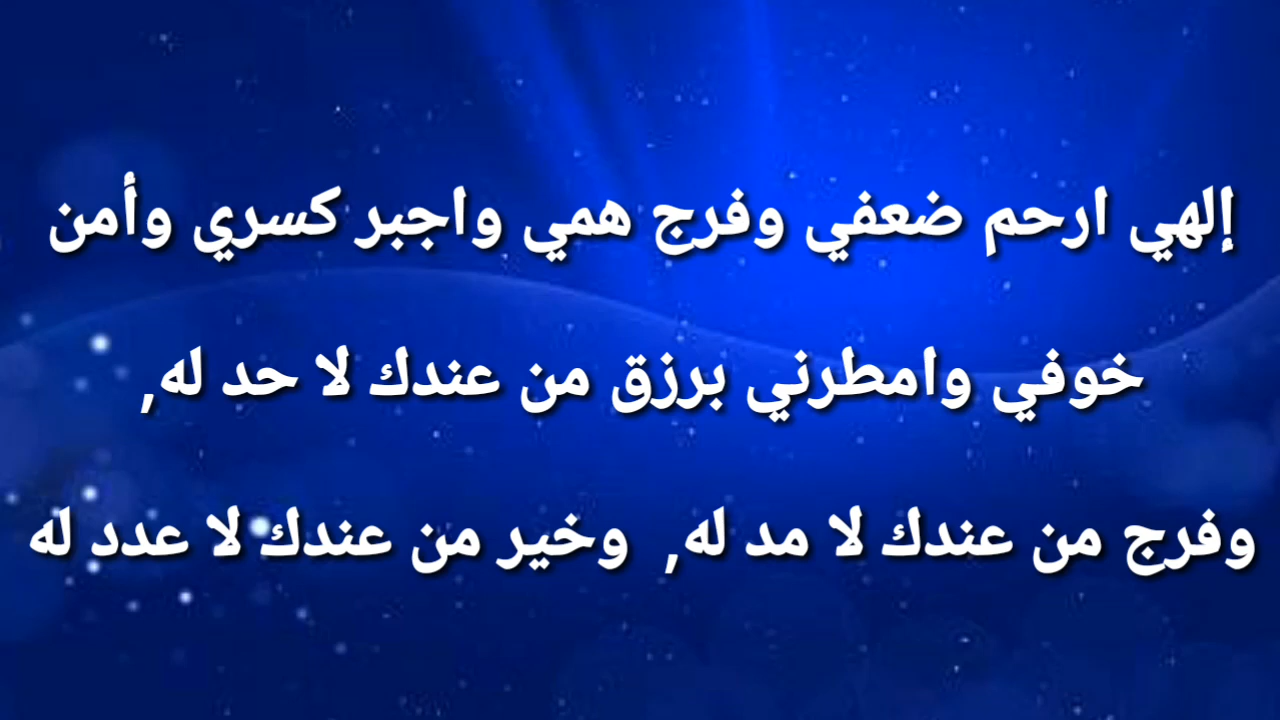 إلهي ارحم ضعفي وفرج همي واجبر كسري وأمن
خوفي وامطرني برزق من عندك لا حد له,
وفرج من عندك لا مد له,  وخير من عندك لا عدد له